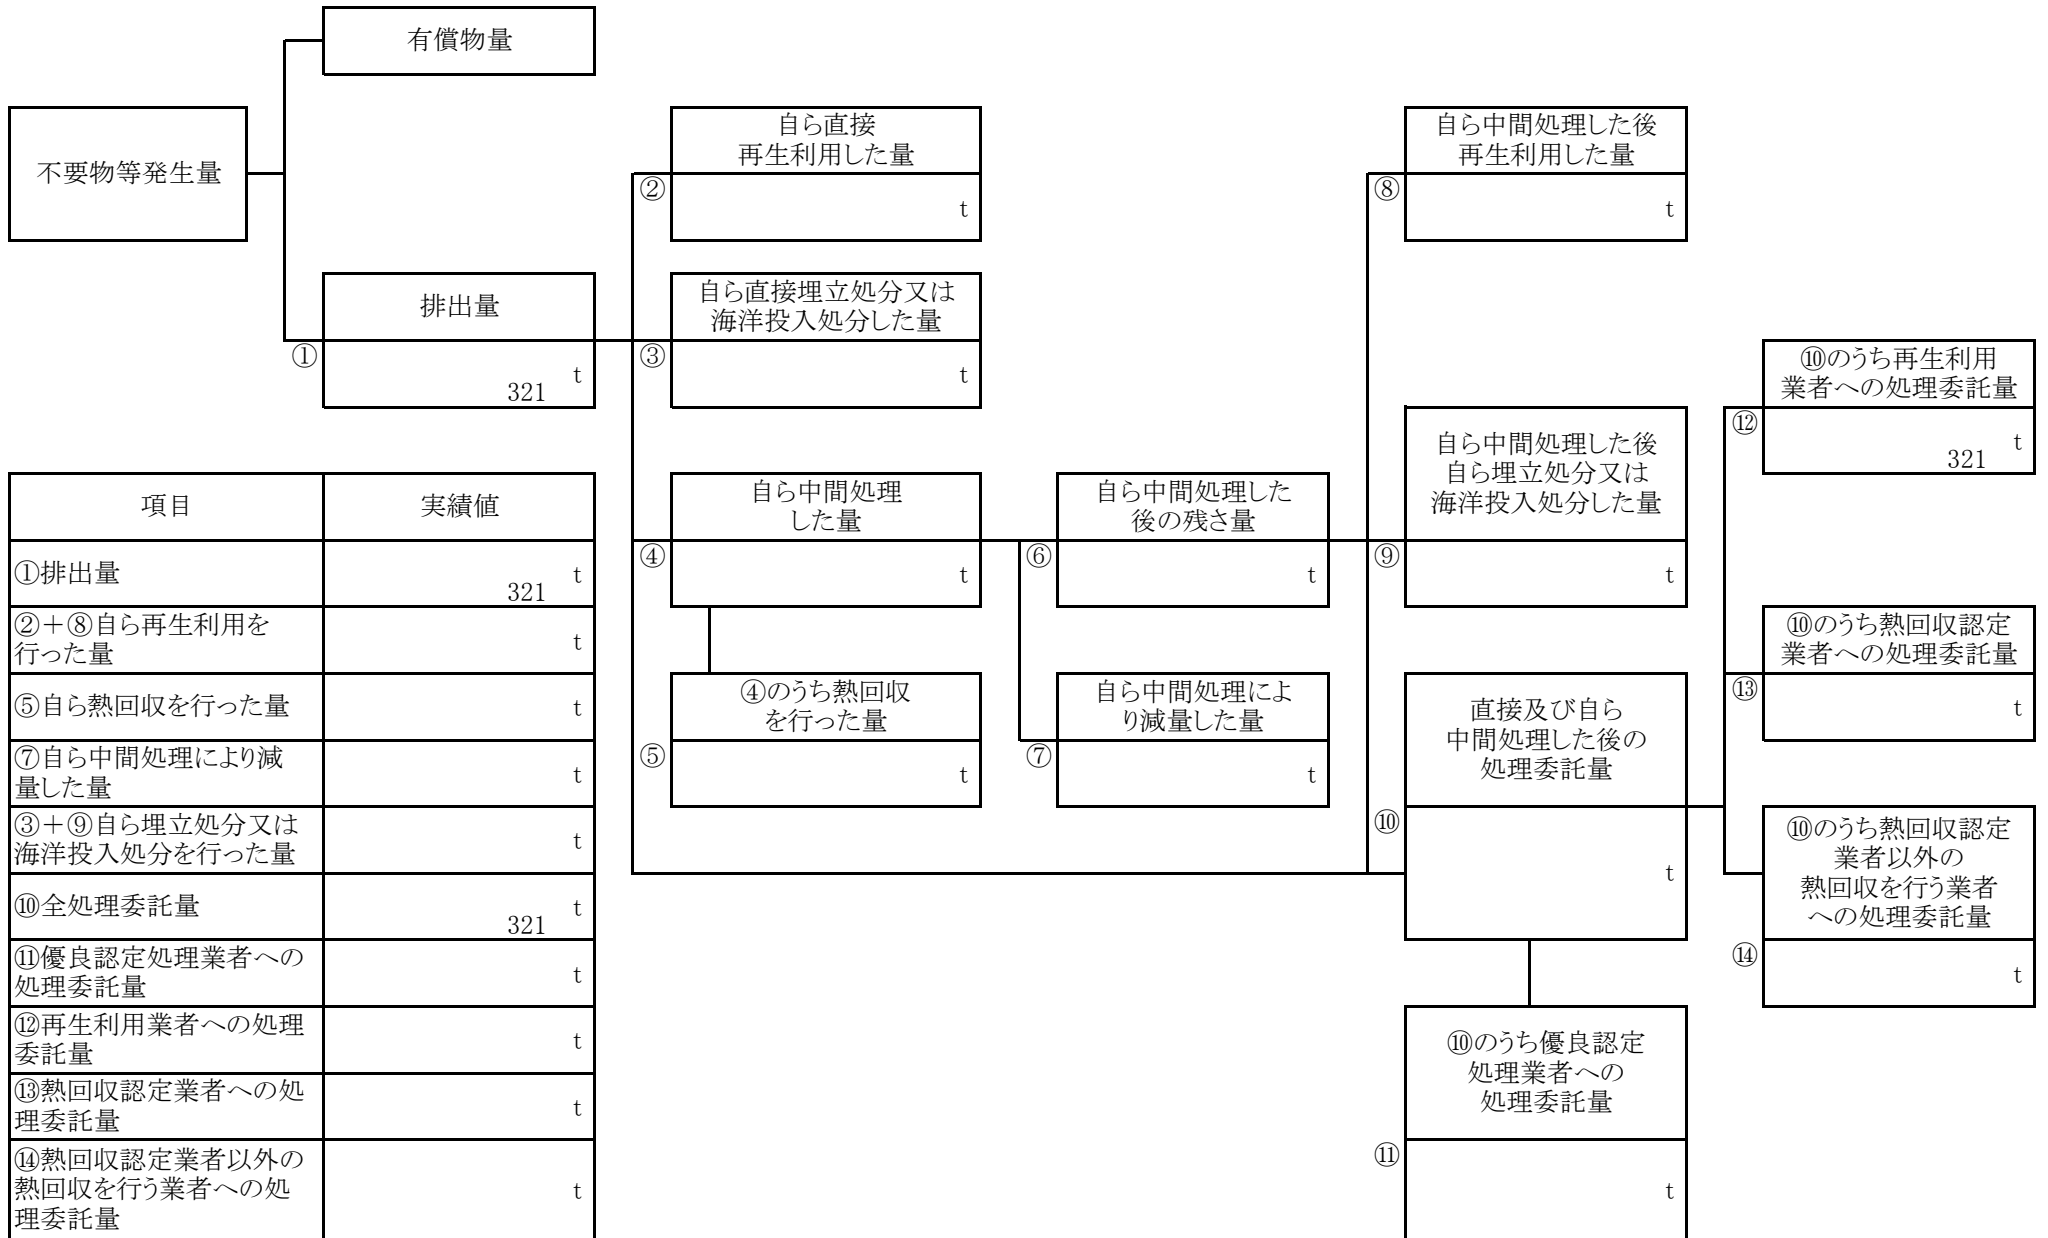 有償物量
不要物等発生量
自ら直接
再生利用した量
②
t
自ら中間処理した後
再生利用した量
⑧
t
排出量
①
t
321
自ら直接埋立処分又は
海洋投入処分した量
③
t
⑩のうち再生利用
業者への処理委託量
⑫
t
321
自ら中間処理
した量
④
t
自ら中間処理した
後の残さ量
⑥
t
自ら中間処理した後
自ら埋立処分又は
海洋投入処分した量
⑨
t
⑩のうち熱回収認定
業者への処理委託量
⑬
t
④のうち熱回収
を行った量
⑤
t
自ら中間処理によ
り減量した量
⑦
t
直接及び自ら
中間処理した後の
処理委託量
⑩
t
⑩のうち熱回収認定
業者以外の
熱回収を行う業者
への処理委託量
⑭
t
⑩のうち優良認定
処理業者への
処理委託量
⑪
t
項目
実績値
①排出量
t
321
②＋⑧自ら再生利用を
行った量
t
⑤自ら熱回収を行った量
t
⑦自ら中間処理により減
量した量
t
③＋⑨自ら埋立処分又は
海洋投入処分を行った量
t
⑩全処理委託量
t
321
⑪優良認定処理業者への
処理委託量
t
⑫再生利用業者への処理
委託量
t
⑬熱回収認定業者への処
理委託量
t
⑭熱回収認定業者以外の
熱回収を行う業者への処
理委託量
t